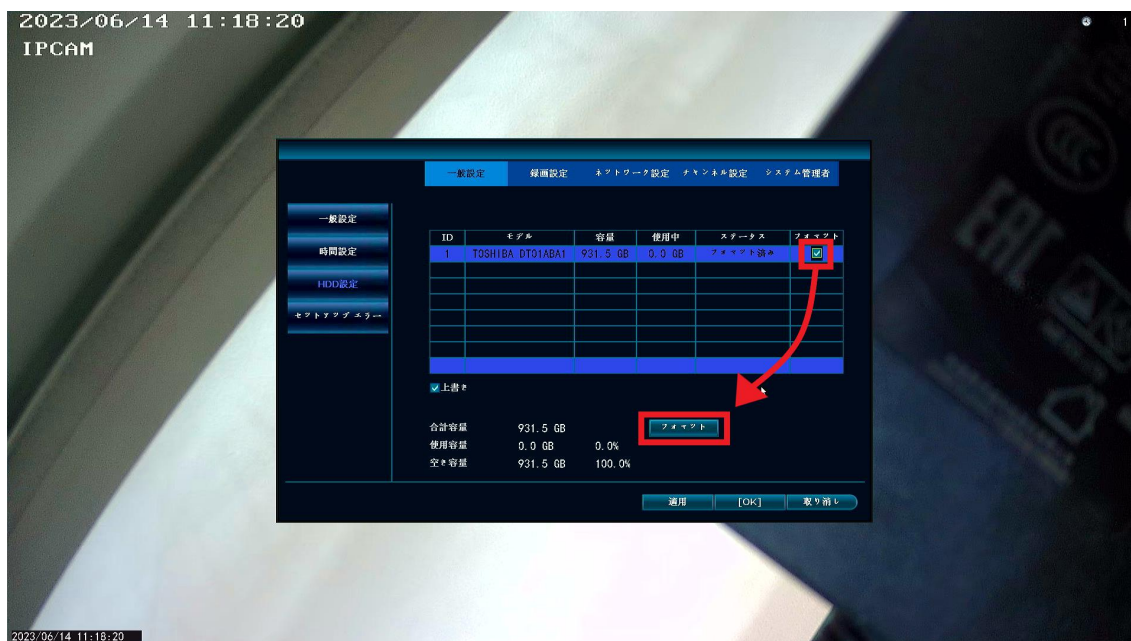 2023/06/14 11:18:20
IPCAM
1
一般設定 録画設定 ネットワーク設定 チャンネル設定 システム管理者
一般設定
時間設定
HDD設定
セットアップ エラー
ID モデル 容量 使用中 ステータス フォマット
1 TOSHIBA DT01ABA1 931.5 GB 0.0 GB フォマット済み
上書き
合計容量 931.5 GB フォマット
使用容量 0.0 GB 0.0%
空き容量 931.5 GB 100.0%
適用 [OK] 取り消し
2023/06/14 11:18:20